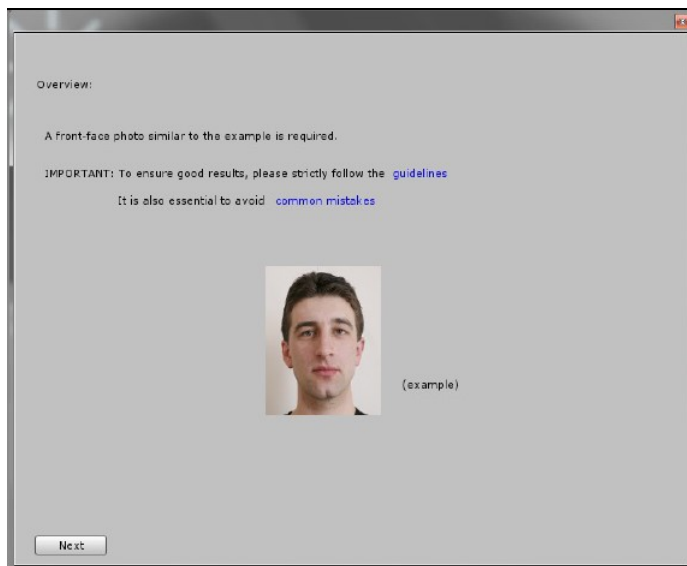 Overview:
A front-face photo similar to the example is required.
IMPORTANT: To ensure good results, please strictly follow the guidelines
It is also essential to avoid common mistakes
(example)
Next